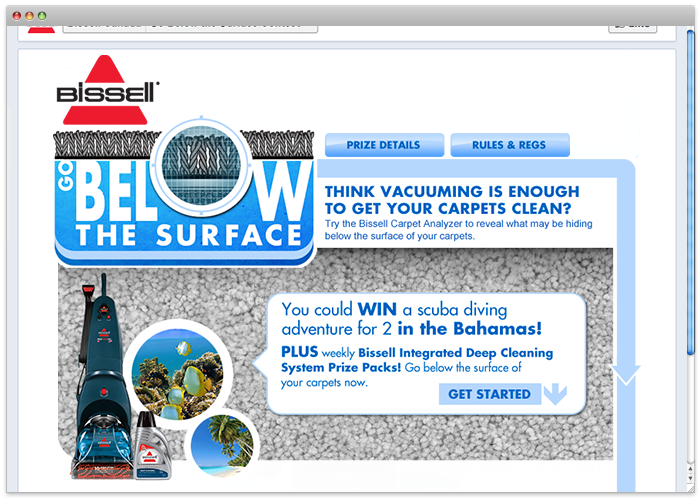 BISSELL
PRIZE DETAILS
RULES & REGS
GO
BELOW
THE SURFACE
THINK VACUUMING IS ENOUGH
TO GET YOUR CARPETS CLEAN?
Try the Bissell Carpet Analyzer to reveal what may be hiding
below the surface of your carpets.
You could WIN a scuba diving
adventure for 2 in the Bahamas!
PLUS weekly Bissell Integrated Deep Cleaning
System Prize Packs! Go below the surface of
your carpets now.
GET STARTED